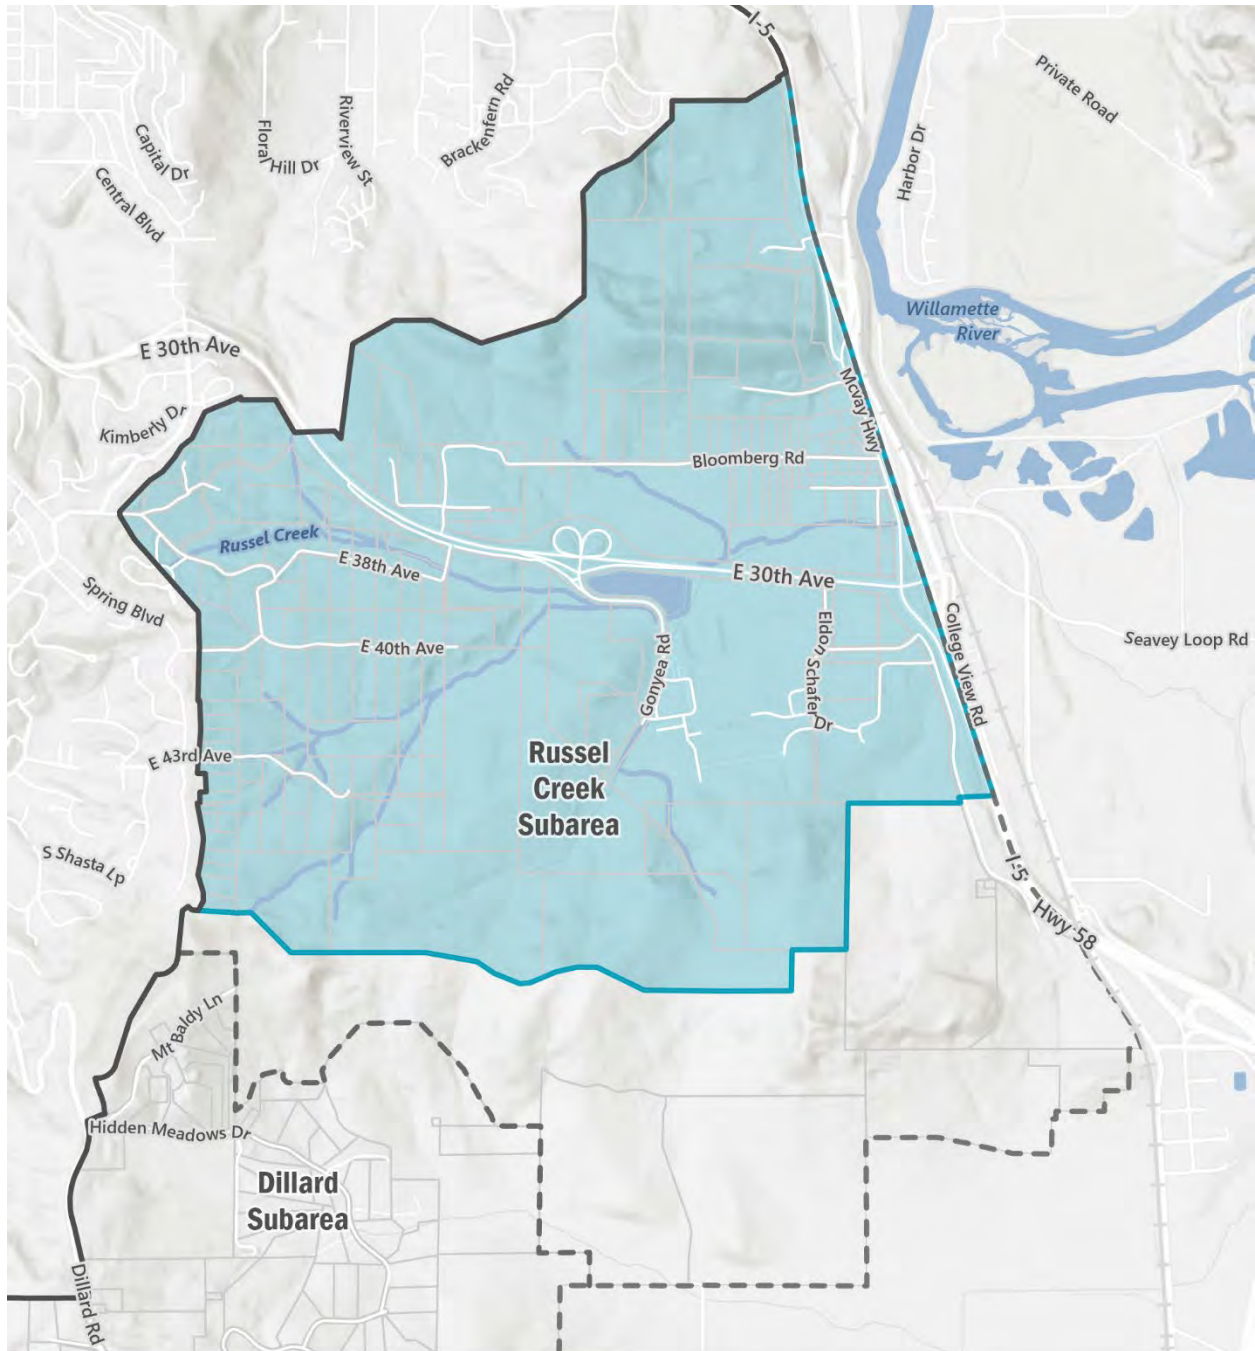 I-5
Private Road
Capital Dr
Floral
Hill Dr
Riverview St
Brackenfern Rd
Harbor Dr
Central Blvd
Willamette
River
E 30th Ave
Kimberly Dr
Mcvay Hwy
Bloomberg Rd
Russel Creek
E 38th Ave
E 30th Ave
Spring Blvd
Eldon Schafer Dr
College View Rd
Seavey Loop Rd
E 40th Ave
Gonyea Rd
E 43rd Ave
Russel
Creek
Subarea
S Shasta Lp
I-5
Hwy 58
Mt Baldy Ln
Hidden Meadows Dr
Dillard
Subarea
Dillard Rd